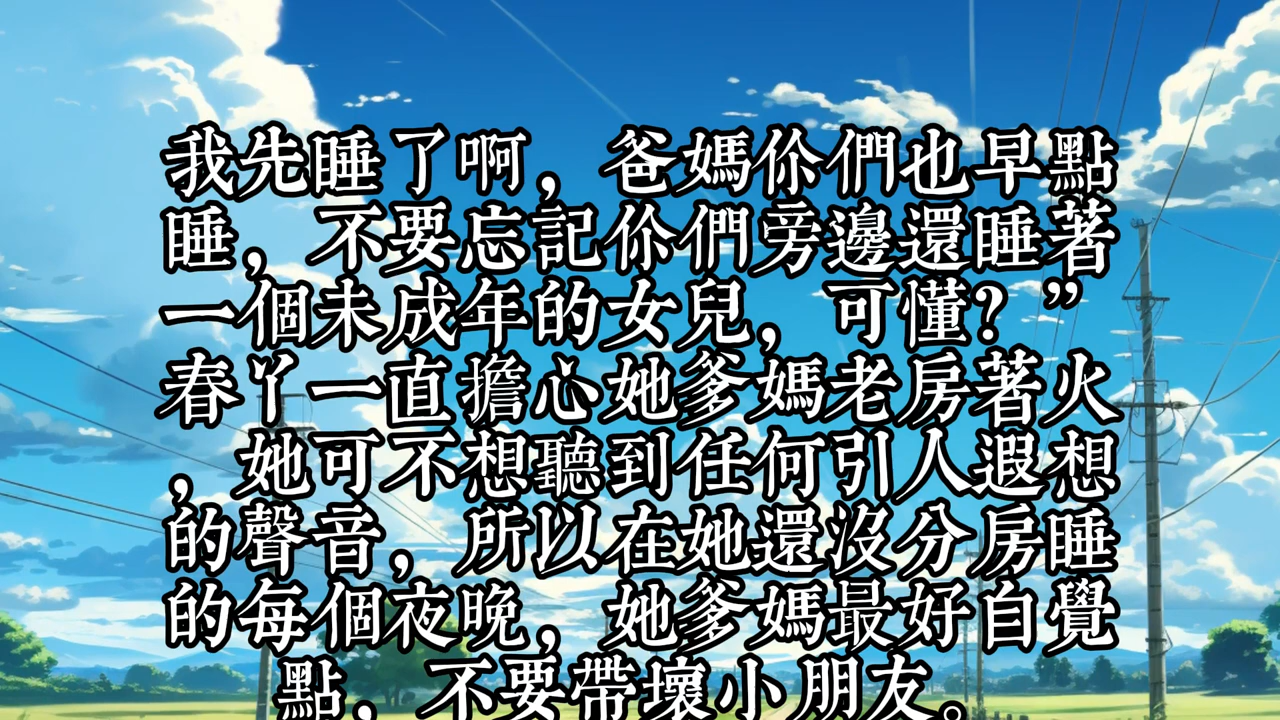 我先睡了啊，爸媽你們也早點
睡，不要忘記你們旁邊還睡著
一個未成年的女兒，可懂？”
春丫一直擔心她爹媽老房著火
，她可不想聽到任何引人遐想
的聲音，所以在她還沒分房睡
的每個夜晚，她爹媽最好自覺
點，不要帶壞小朋友。